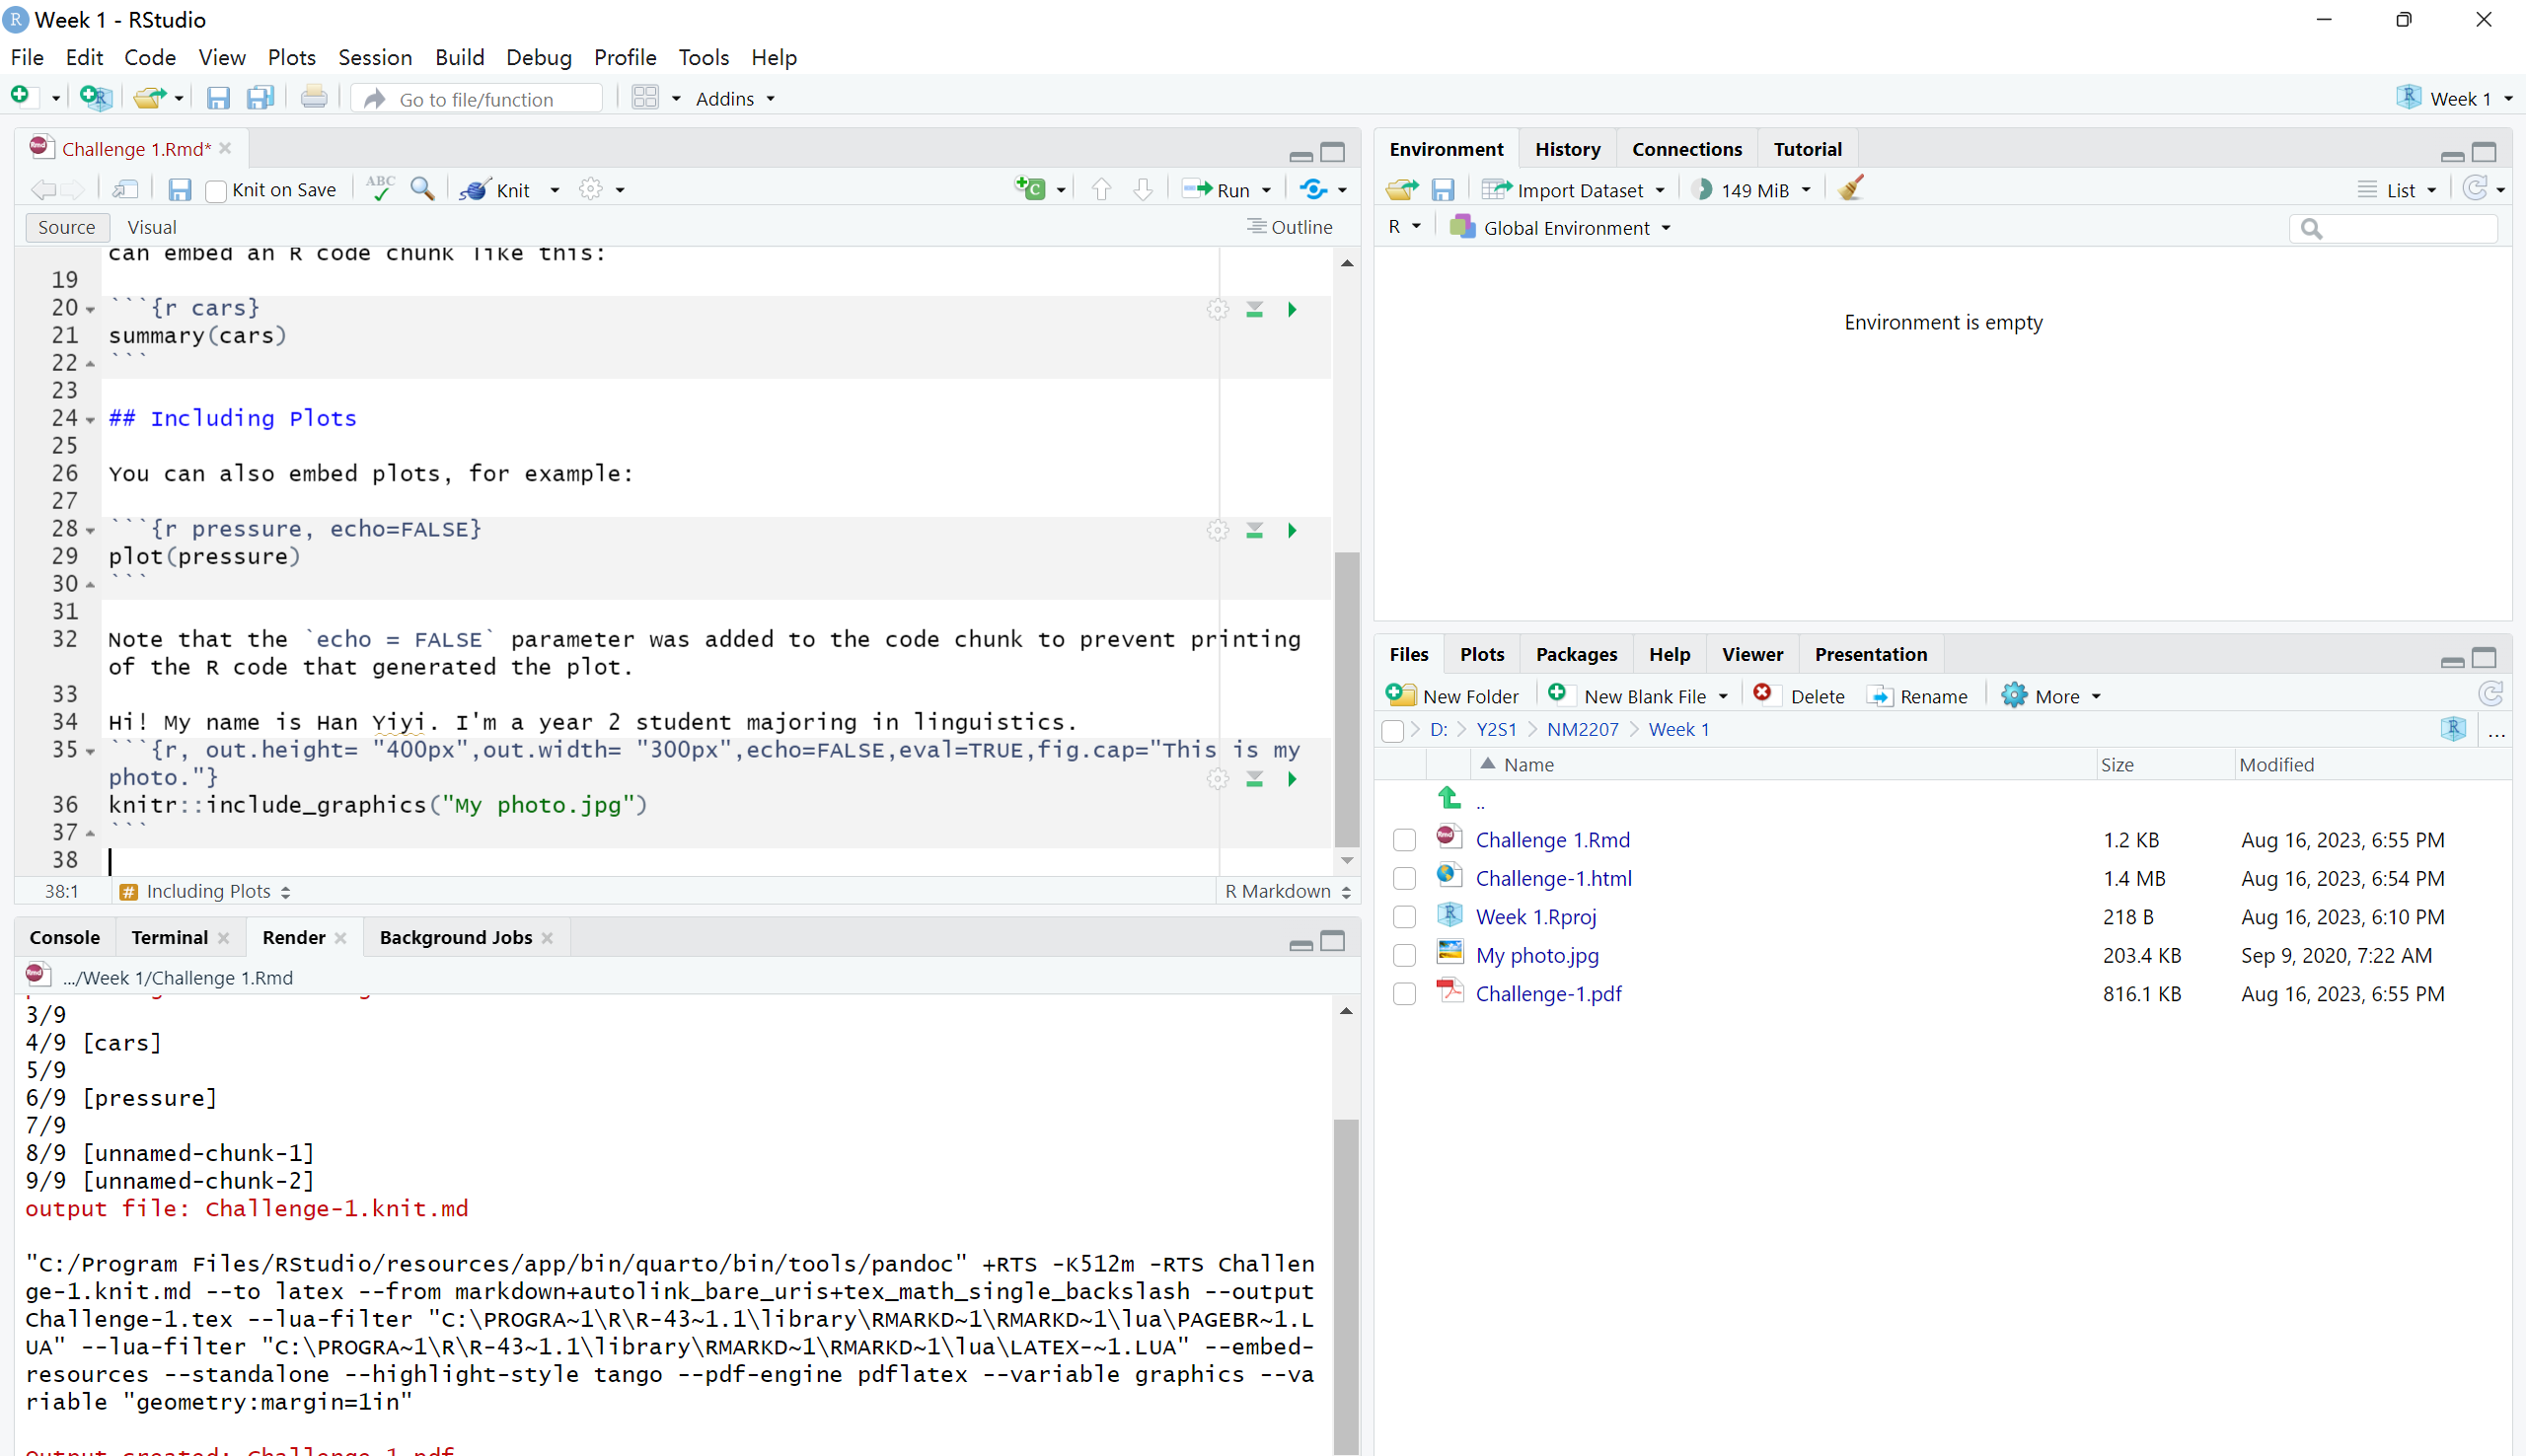 Week 1 - RStudio
File Edit Code View Plots Session Build Debug Profile Tools Help
Go to file/function Addins Week 1
Challenge 1.Rmd*
Knit on Save ABC Knit Run
Source Visual Outline
can embed an R code chunk like this:
19
20 ```{r cars}
21 summary(cars)
22 ```
23
24 ## Including Plots
25
26 You can also embed plots, for example:
27
28 ```{r pressure, echo=FALSE}
29 plot(pressure)
30 ```
31
32 Note that the `echo = FALSE` parameter was added to the code chunk to prevent printing
of the R code that generated the plot.
33
34 Hi! My name is Han Yiyi. I'm a year 2 student majoring in linguistics.
35 ```{r, out.height= "400px",out.width= "300px",echo=FALSE,eval=TRUE,fig.cap="This is my
photo."}
36 knitr::include_graphics("My photo.jpg")
37 ```
38
38:1 # Including Plots R Markdown
Console Terminal Render Background Jobs
.../Week 1/Challenge 1.Rmd
3/9
4/9 [cars]
5/9
6/9 [pressure]
7/9
8/9 [unnamed-chunk-1]
9/9 [unnamed-chunk-2]
output file: Challenge-1.knit.md
"C:/Program Files/RStudio/resources/app/bin/quarto/bin/tools/pandoc" +RTS -K512m -RTS Challen
ge-1.knit.md --to latex --from markdown+autolink_bare_uris+tex_math_single_backslash --output
Challenge-1.tex --lua-filter "C:\PROGRA~1\R\R-43~1.1\library\RMARKD~1\RMARKD~1\lua\PAGEBR~1.L
UA" --lua-filter "C:\PROGRA~1\R\R-43~1.1\library\RMARKD~1\RMARKD~1\lua\LATEX-~1.LUA" --embed-
resources --standalone --highlight-style tango --pdf-engine pdflatex --variable graphics --va
riable "geometry:margin=1in"
Output created: Challenge-1.pdf
Environment History Connections Tutorial
Import Dataset 149 MiB List
R Global Environment
Environment is empty
Files Plots Packages Help Viewer Presentation
New Folder New Blank File Delete Rename More
D: Y2S1 NM2207 Week 1 ...
Name Size Modified
..
Challenge 1.Rmd 1.2 KB Aug 16, 2023, 6:55 PM
Challenge-1.html 1.4 MB Aug 16, 2023, 6:54 PM
Week 1.Rproj 218 B Aug 16, 2023, 6:10 PM
My photo.jpg 203.4 KB Sep 9, 2020, 7:22 AM
Challenge-1.pdf 816.1 KB Aug 16, 2023, 6:55 PM